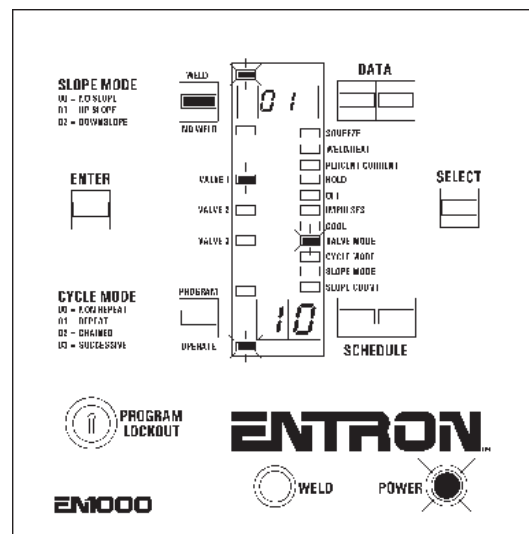 WELD
DATA
SLOPE MODE
00 = NO SLOPE
01 = UP SLOPE
02 = DOWNSLOPE
01
NO WELD
SQUEEZE
WELD/HEAT
PERCENT CURRENT
HOLD
OFF
IMPULSES
COOL
VALVE MODE
CYCLE MODE
SLOPE MODE
SLOPE COUNT
ENTER
VALVE 1
VALVE 2
VALVE 3
SELECT
CYCLE MODE
00 = NON REPEAT
01 = REPEAT
02 = CHAINED
03 = SUCCESSIVE
PROGRAM
OPERATE
10
SCHEDULE
PROGRAM
LOCKOUT
ENTRON
TM
WELD
POWER
EN1000